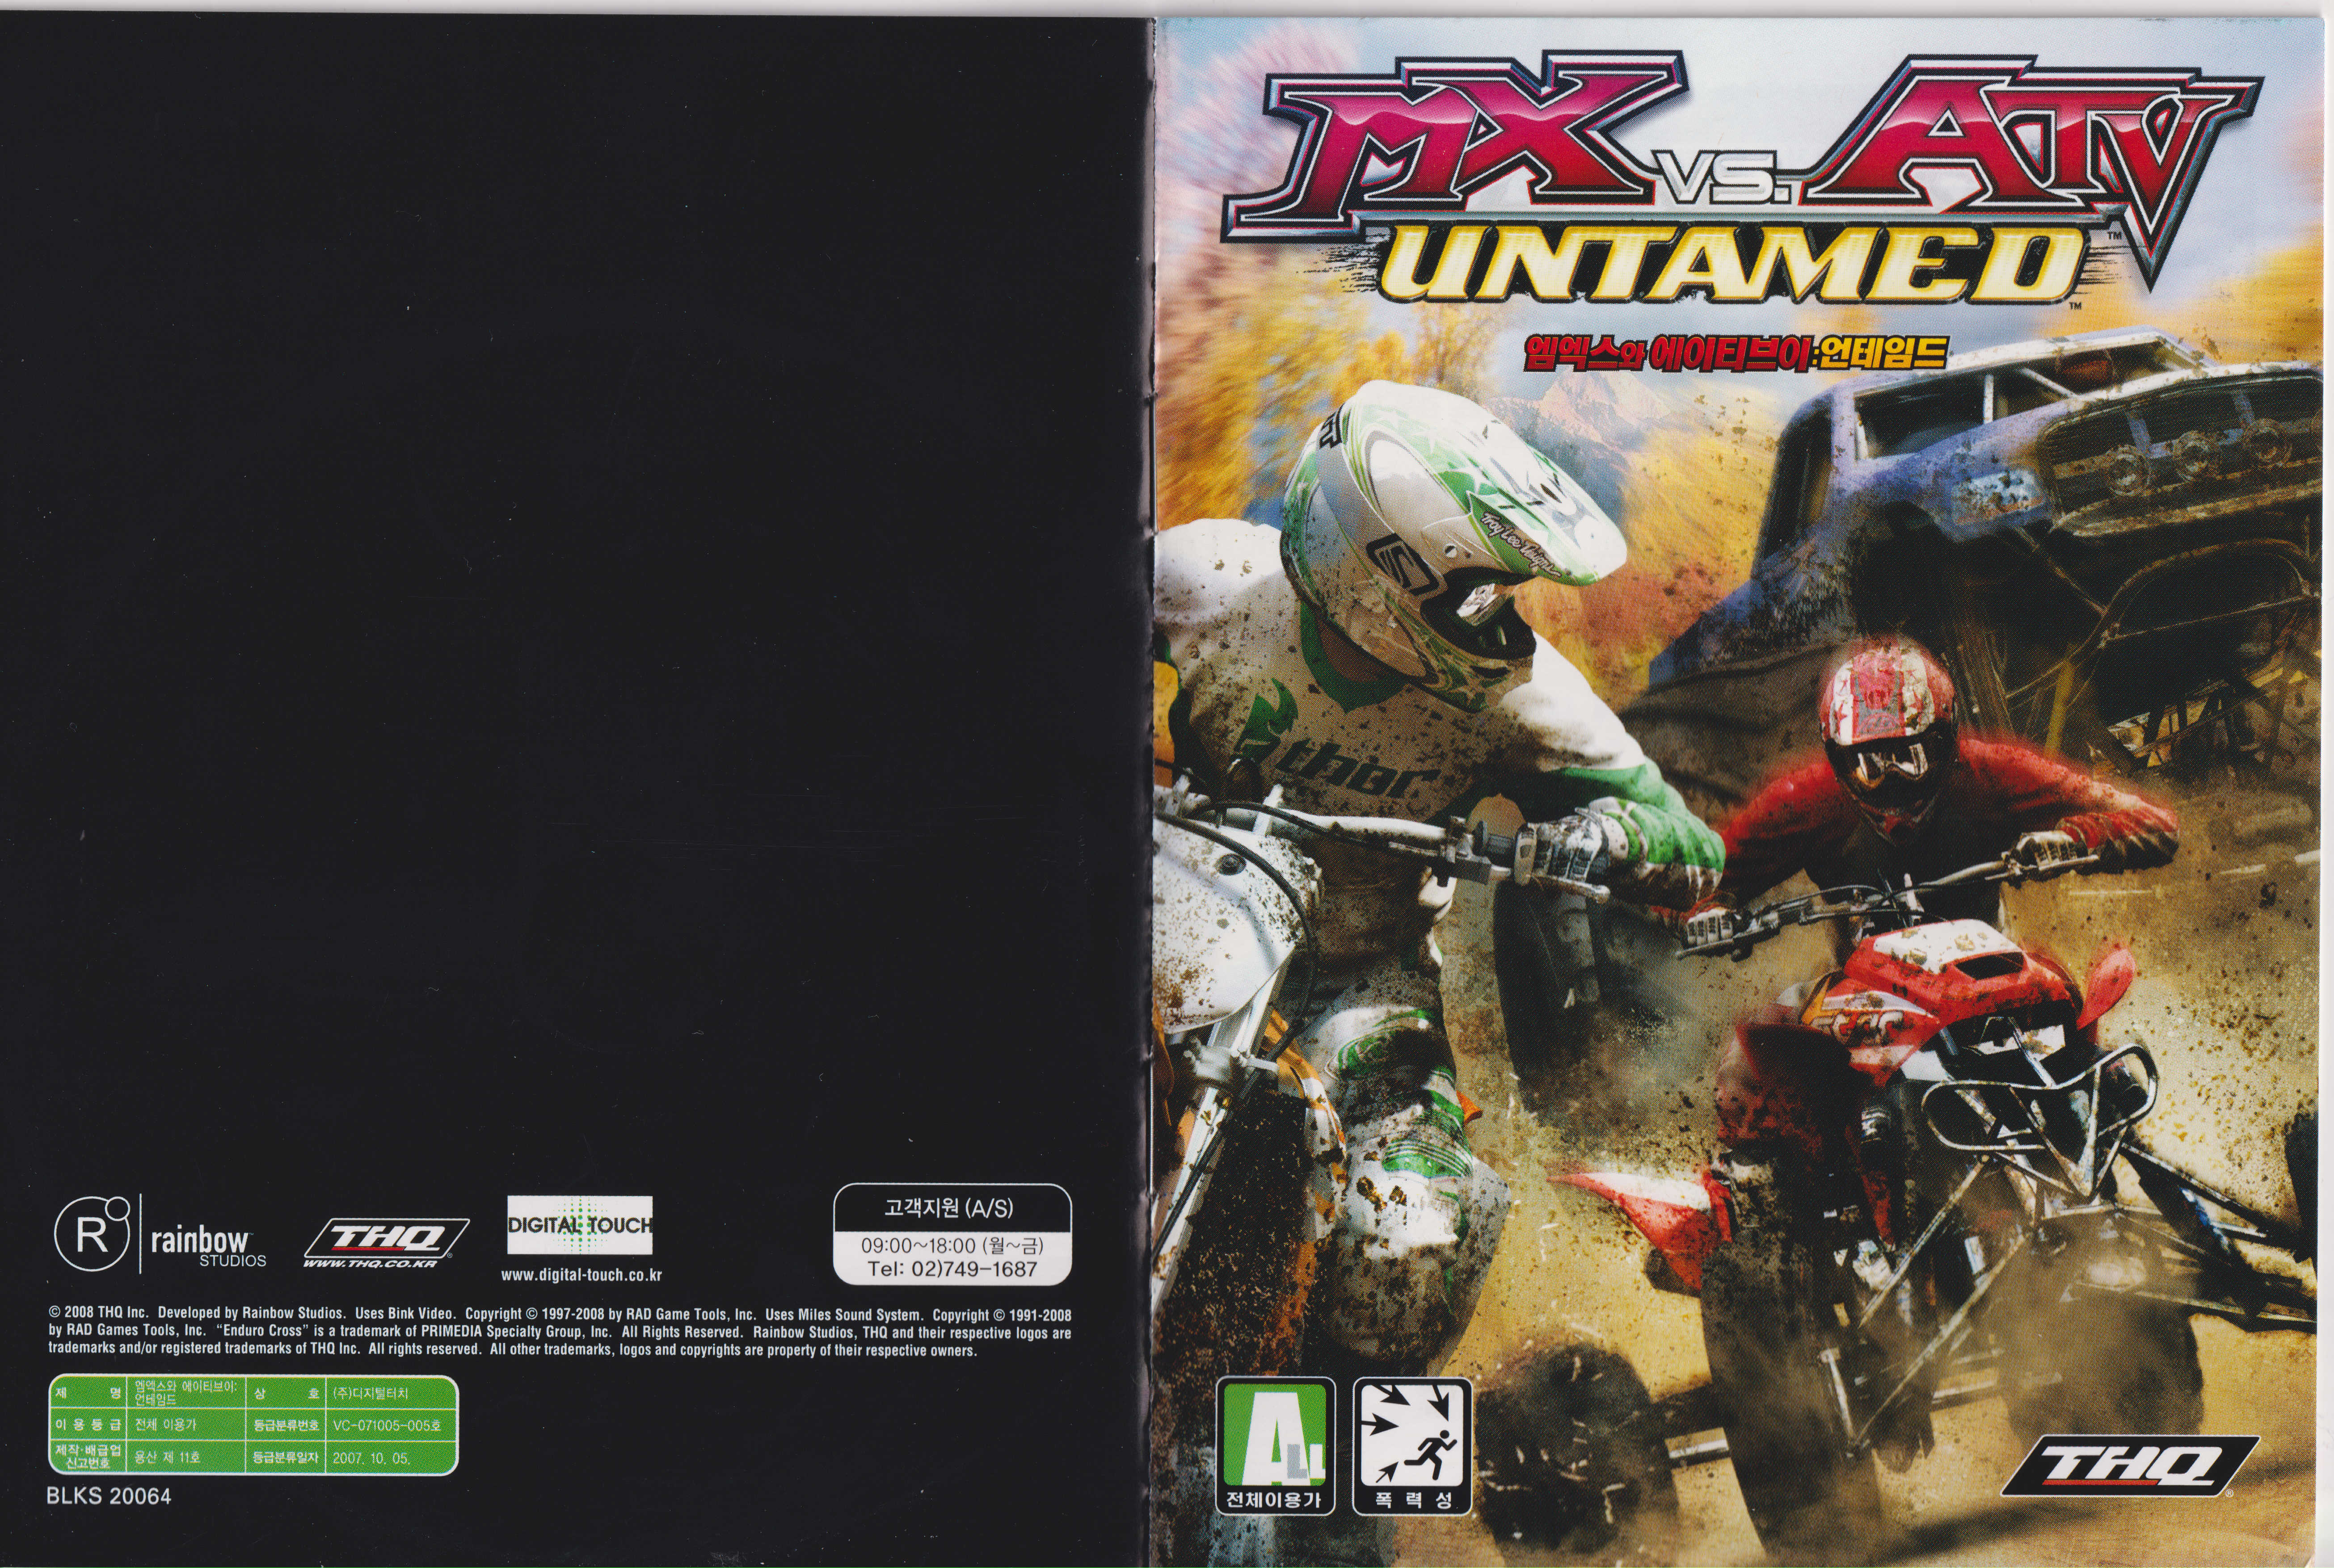 R
rainbow
STUDIOS
THQ
WWW.THQ.CO.KR
DIGITAL TOUCH
www.digital-touch.co.kr
고객지원 (A/S)
09:00~18:00 (월~금)
Tel: 02)749-1687
© 2008 THQ Inc. Developed by Rainbow Studios. Uses Bink Video. Copyright © 1997-2008 by RAD Game Tools, Inc. Uses Miles Sound System. Copyright © 1991-2008
by RAD Games Tools, Inc. “Enduro Cross” is a trademark of PRIMEDIA Specialty Group, Inc. All Rights Reserved. Rainbow Studios, THQ and their respective logos are
trademarks and/or registered trademarks of THQ Inc. All rights reserved. All other trademarks, logos and copyrights are property of their respective owners.
제 명 엠엑스와 에이티브이: 언테임드 상 호 (주)디지털터치
이 용 등 급 전체 이용가 등급분류번호 VC-071005-005호
제작·배급업 신고번호 용산 제 11호 등급분류일자 2007. 10. 05.
BLKS 20064
MX VS. ATV
UNTAMED
엠엑스와 에이티브이:언테임드
Troy Lee Designs
thor
ALL
전체이용가
폭 력 성
THQ